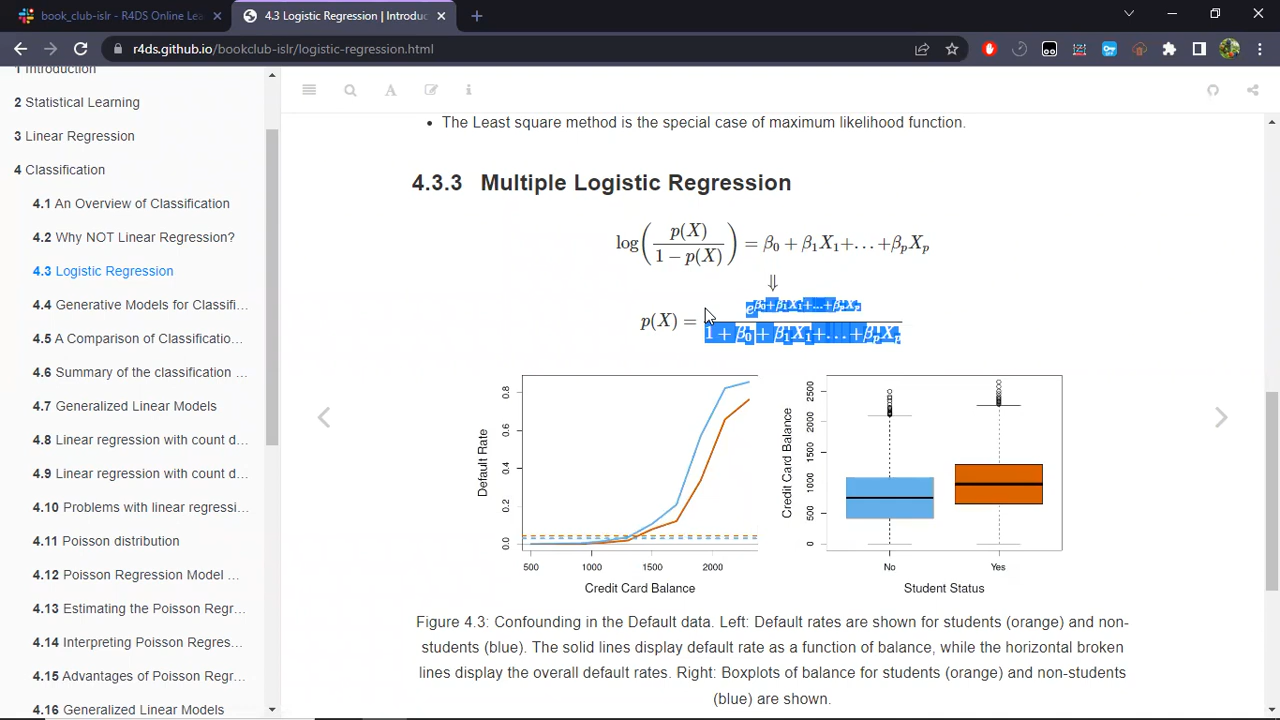 book_club-islr - R4DS Online Lea
4.3 Logistic Regression | Introduc
r4ds.github.io/bookclub-islr/logistic-regression.html
1 Introduction
2 Statistical Learning
3 Linear Regression
4 Classification
4.1 An Overview of Classification
4.2 Why NOT Linear Regression?
4.3 Logistic Regression
4.4 Generative Models for Classifi…
4.5 A Comparison of Classificatio…
4.6 Summary of the classification …
4.7 Generalized Linear Models
4.8 Linear regression with count d…
4.9 Linear regression with count d…
4.10 Problems with linear regressi…
4.11 Poisson distribution
4.12 Poisson Regression Model …
4.13 Estimating the Poisson Regr…
4.14 Interpreting Poisson Regres…
4.15 Advantages of Poisson Regr…
4.16 Generalized Linear Models
• The Least square method is the special case of maximum likelihood function.
4.3.3 Multiple Logistic Regression
log(p(X)/(1 − p(X))) = β₀ + β₁X₁+…+βₚXₚ
⇓
p(X) = e^(β₀+β₁X₁+…+βₚXₚ)/(1 + β₀ + β₁X₁+…+βₚXₚ)
Default Rate
0.8
0.6
0.4
0.2
0.0
500 1000 1500 2000
Credit Card Balance
Credit Card Balance
2500
2000
1500
1000
500
0
No Yes
Student Status
Figure 4.3: Confounding in the Default data. Left: Default rates are shown for students (orange) and non-
students (blue). The solid lines display default rate as a function of balance, while the horizontal broken
lines display the overall default rates. Right: Boxplots of balance for students (orange) and non-students
(blue) are shown.